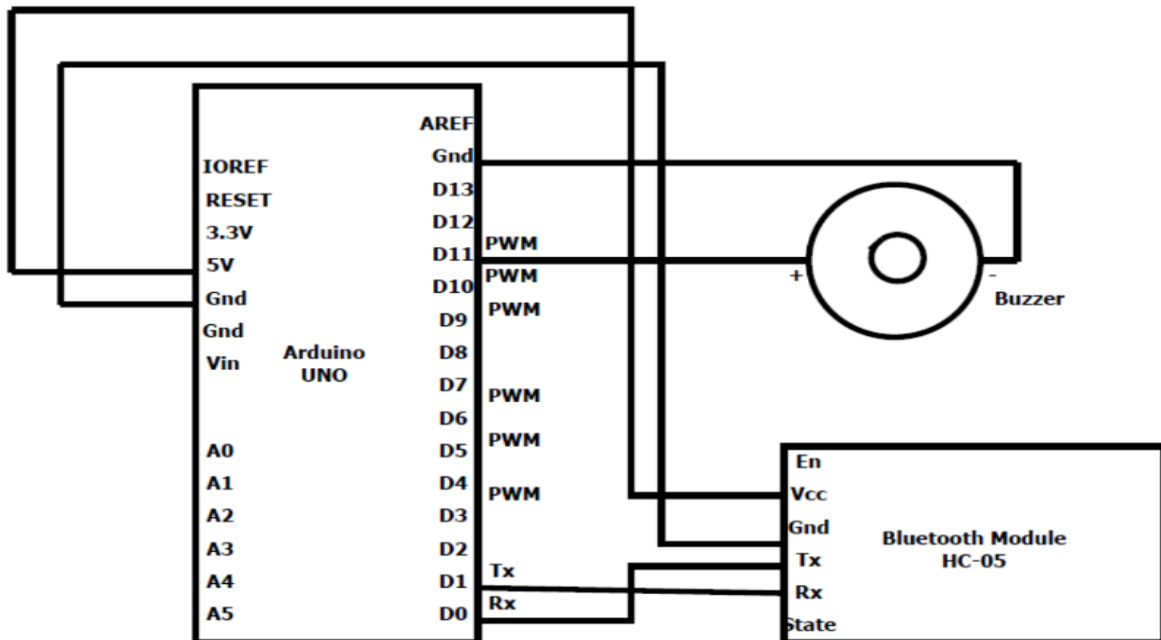 IOREF
RESET
3.3V
5V
Gnd
Gnd
Vin
A0
A1
A2
A3
A4
A5
Arduino
UNO
AREF
Gnd
D13
D12
D11
D10
D9
D8
D7
D6
D5
D4
D3
D2
D1
D0
PWM
PWM
PWM
PWM
PWM
PWM
Tx
Rx
+
-
Buzzer
En
Vcc
Gnd
Tx
Rx
State
Bluetooth Module
HC-05